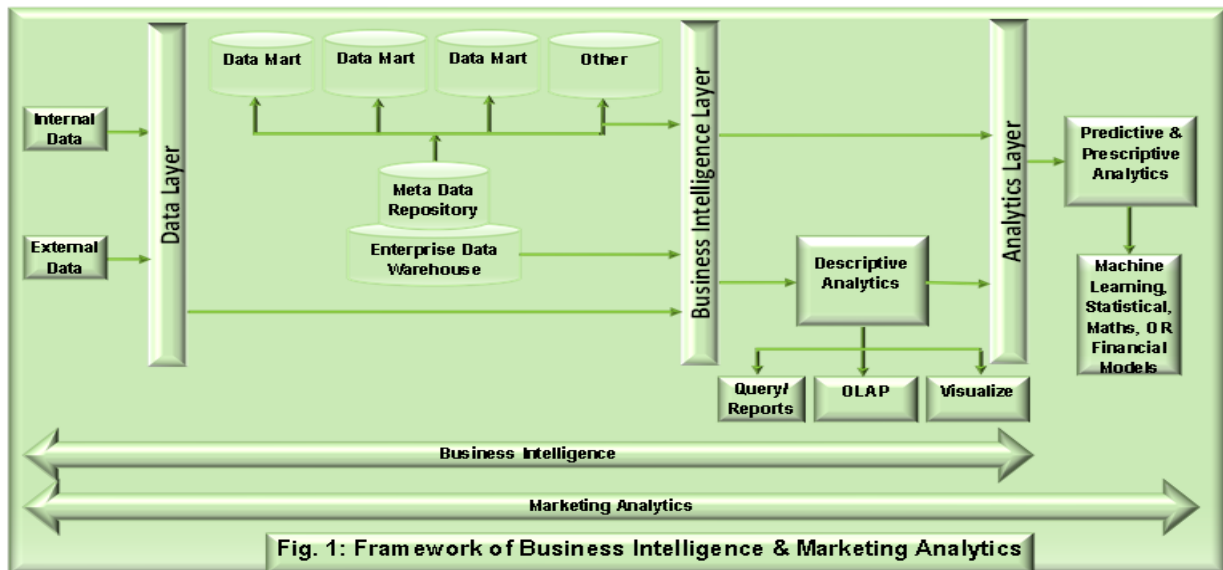 Data Mart
Data Mart
Data Mart
Other
Internal
Data
External
Data
Data Layer
Meta Data
Repository
Enterprise Data
Warehouse
Business Intelligence Layer
Descriptive
Analytics
Query/
Reports
OLAP
Visualize
Analytics Layer
Predictive &
Prescriptive
Analytics
Machine
Learning,
Statistical,
Maths, OR
Financial
Models
Business Intelligence
Marketing Analytics
Fig. 1: Framework of Business Intelligence & Marketing Analytics